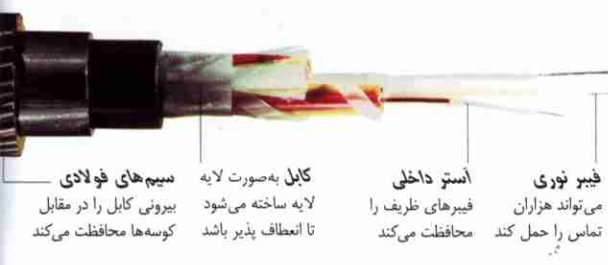 فیبر نوری
می‌تواند هزاران
تماس را حمل کند
آستر داخلی
فیبرهای ظریف را
محافظت می‌کند
کابل به‌صورت لایه
لایه ساخته می‌شود
تا انعطاف پذیر باشد
سیم‌های فولادی
بیرونی کابل را در مقابل
کوسه‌ها محافظت می‌کند